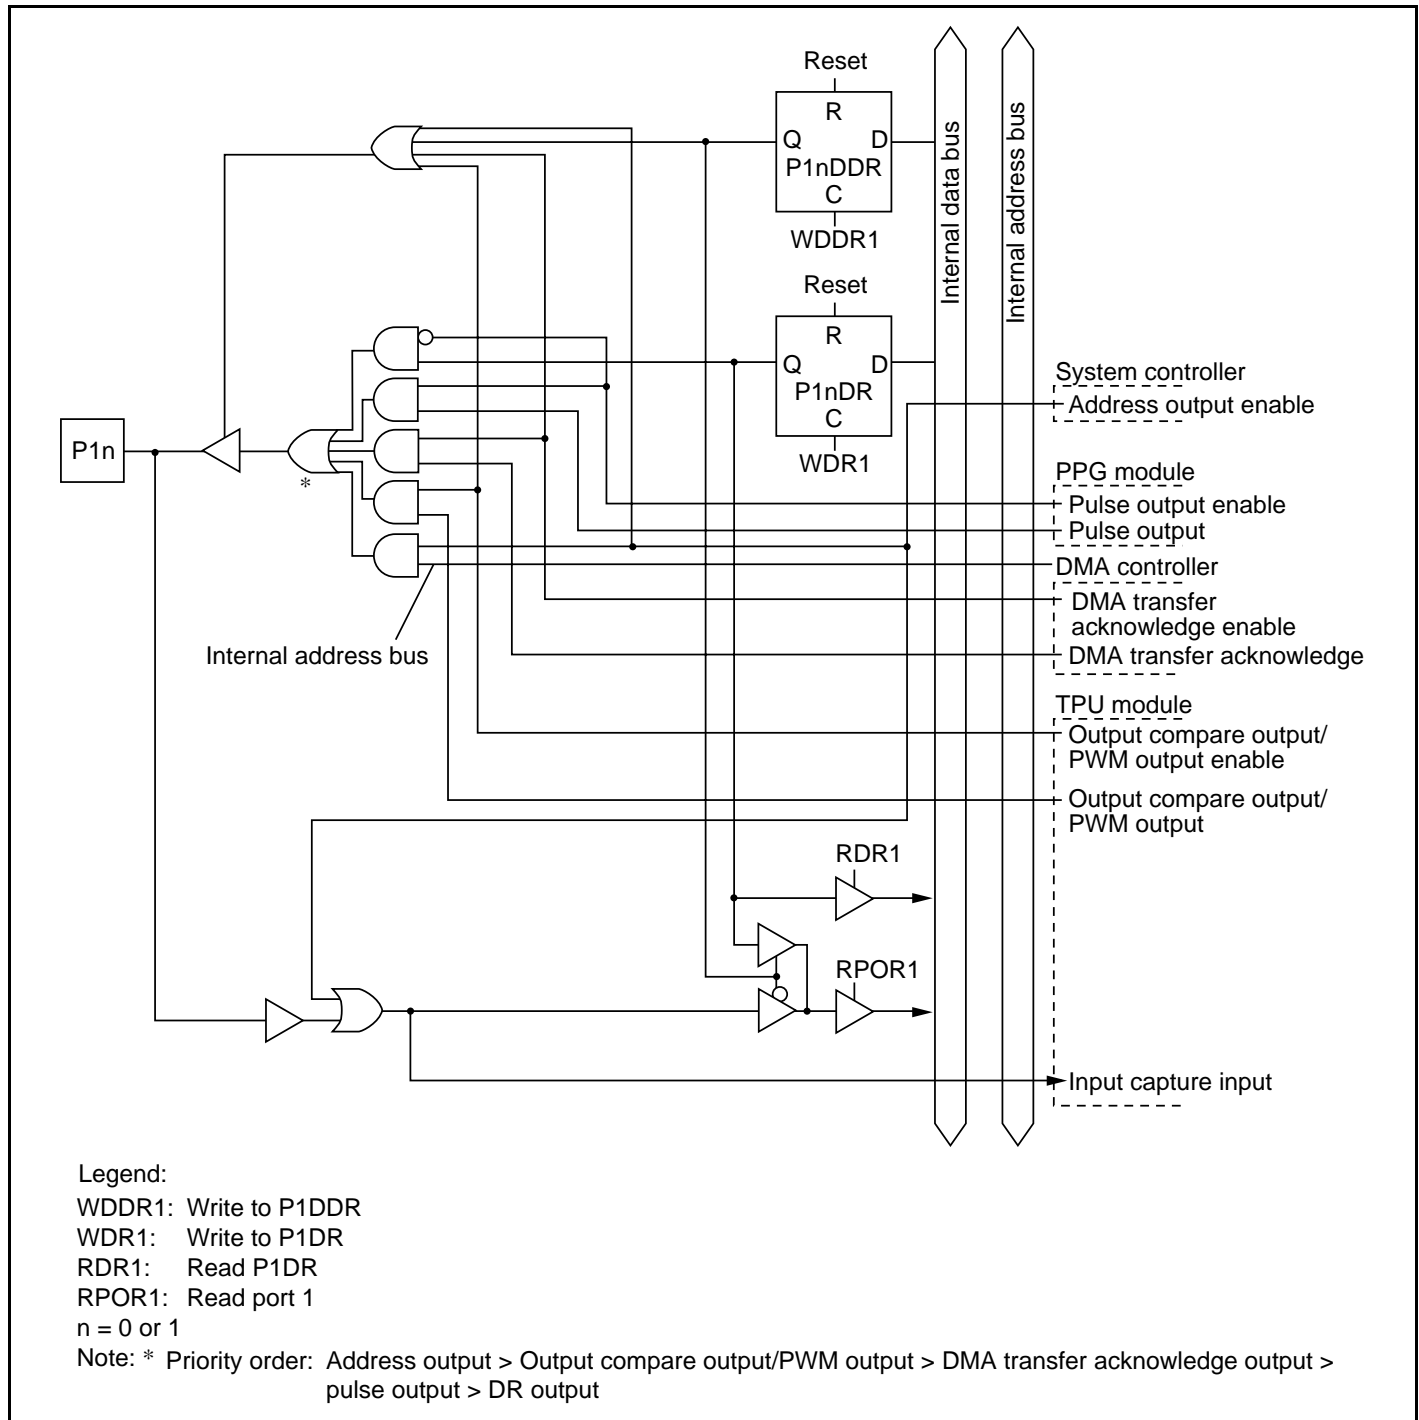 Reset
R
Q D
P1nDDR
C
WDDR1
Internal data bus
Internal address bus
Reset
R
Q D
P1nDR
C
WDR1
System controller
Address output enable
P1n
*
PPG module
Pulse output enable
Pulse output
DMA controller
DMA transfer
acknowledge enable
DMA transfer acknowledge
Internal address bus
TPU module
Output compare output/
PWM output enable
Output compare output/
PWM output
RDR1
RPOR1
Input capture input
Legend:
WDDR1: Write to P1DDR
WDR1: Write to P1DR
RDR1: Read P1DR
RPOR1: Read port 1
n = 0 or 1
Note: * Priority order: Address output > Output compare output/PWM output > DMA transfer acknowledge output >
pulse output > DR output